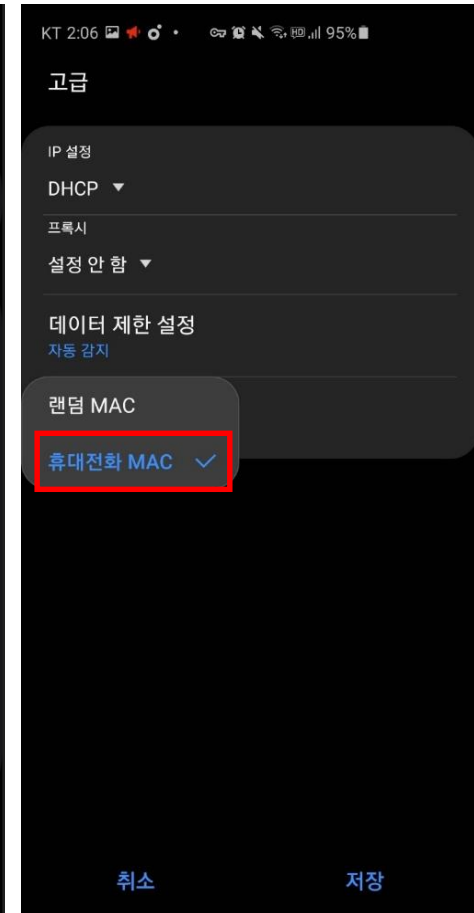 KT 2:06 HD 95%
고급
IP 설정
DHCP
프록시
설정 안 함
데이터 제한 설정
자동 감지
랜덤 MAC
휴대전화 MAC
취소 저장